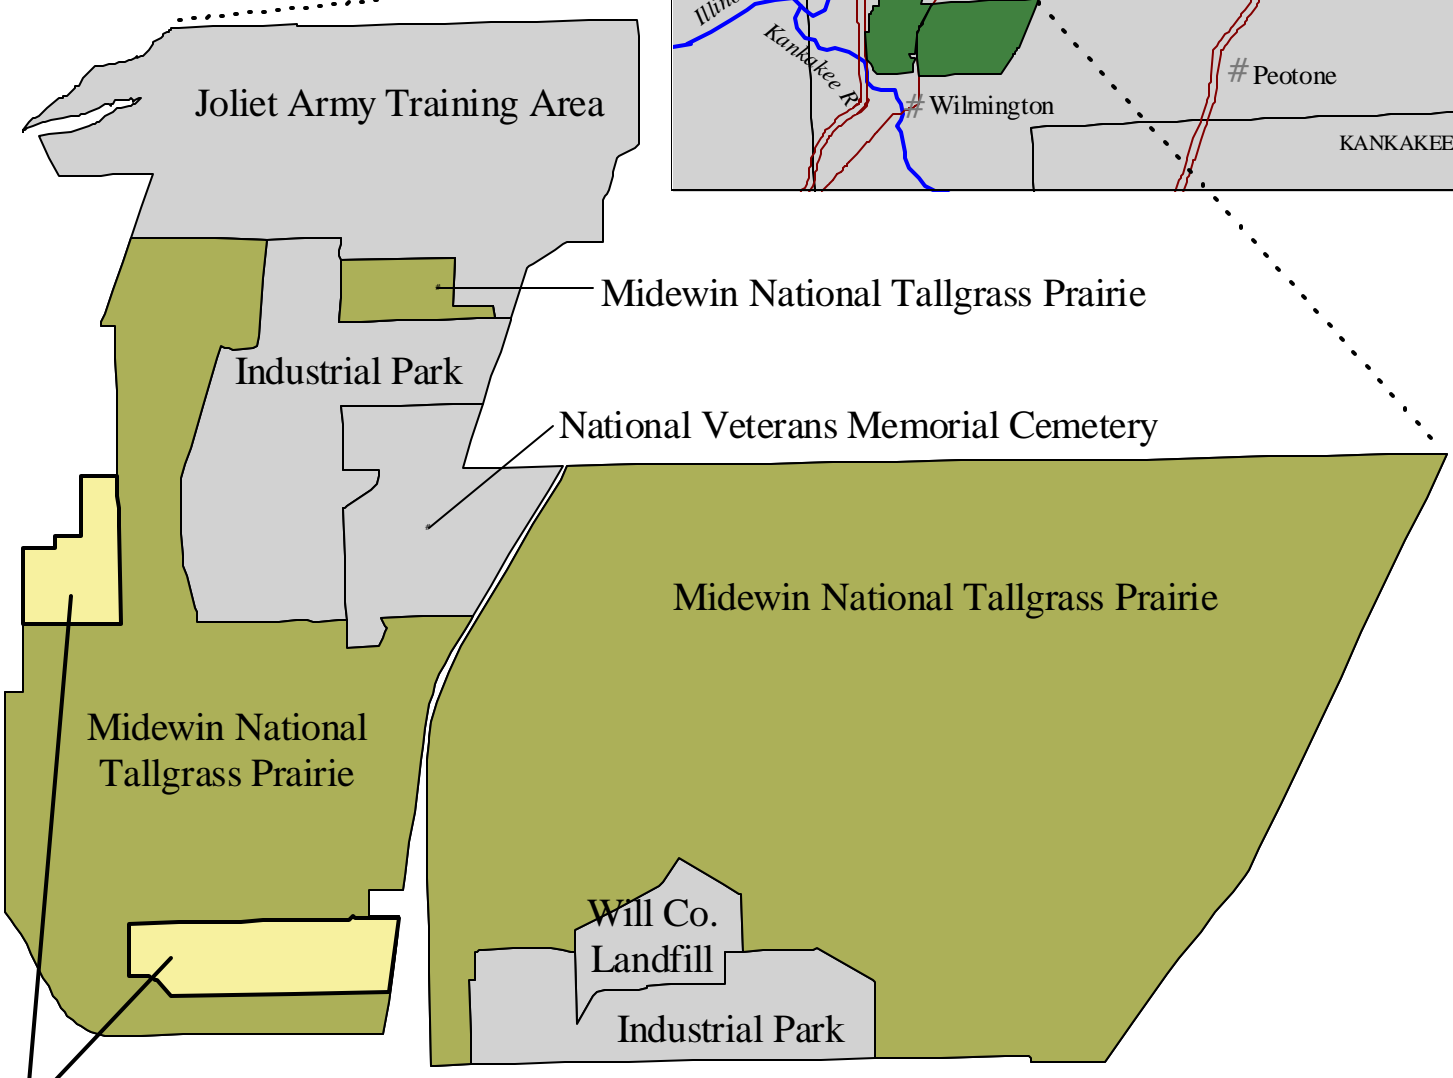 Kankakee R
# Peotone
# Wilmington
KANKAKEE
Joliet Army Training Area
Midewin National Tallgrass Prairie
Industrial Park
National Veterans Memorial Cemetery
Midewin National Tallgrass Prairie
Midewin National
Tallgrass Prairie
Will Co.
Landfill
Industrial Park